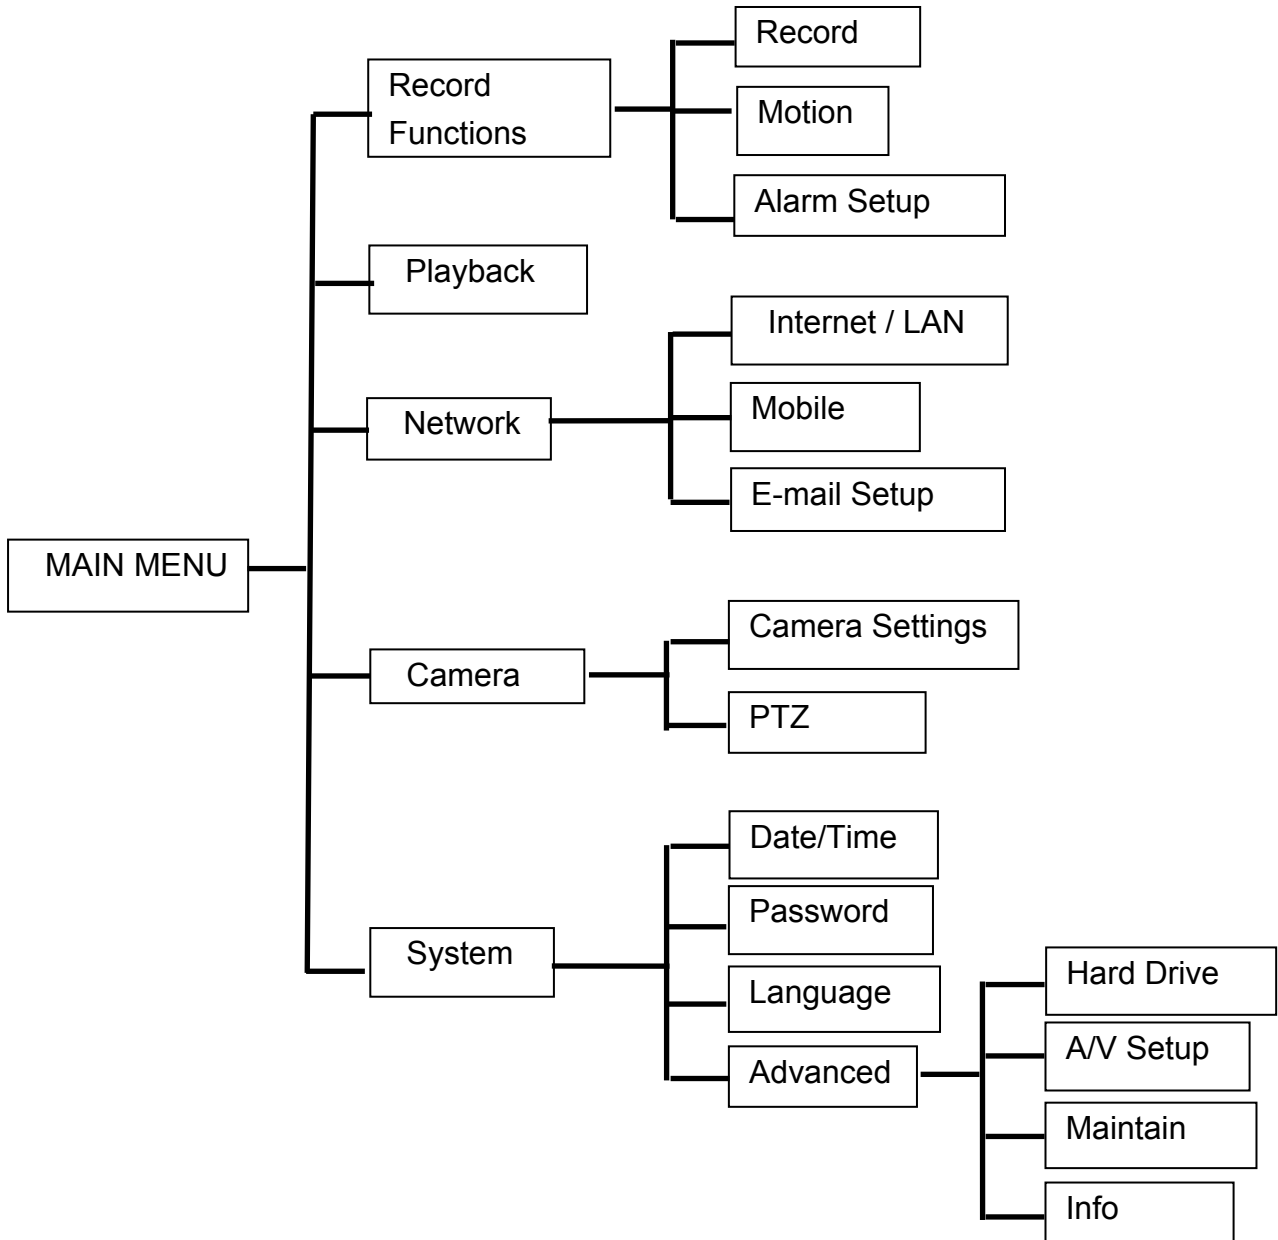 MAIN MENU
Record
Functions
Record
Motion
Alarm Setup
Playback
Network
Internet / LAN
Mobile
E-mail Setup
Camera
Camera Settings
PTZ
System
Date/Time
Password
Language
Advanced
Hard Drive
A/V Setup
Maintain
Info